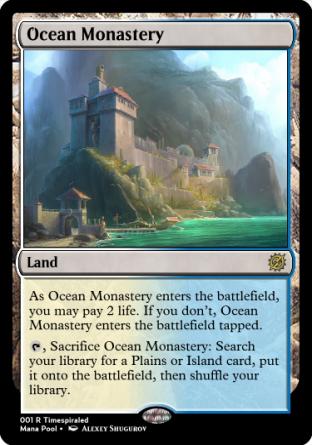 Ocean Monastery
Land
As Ocean Monastery enters the battlefield,
you may pay 2 life. If you don't, Ocean
Monastery enters the battlefield tapped.
, Sacrifice Ocean Monastery: Search
your library for a Plains or Island card, put
it onto the battlefield, then shuffle your
library.
001 R Timespiraled
Mana Pool • Alexey Shugurov